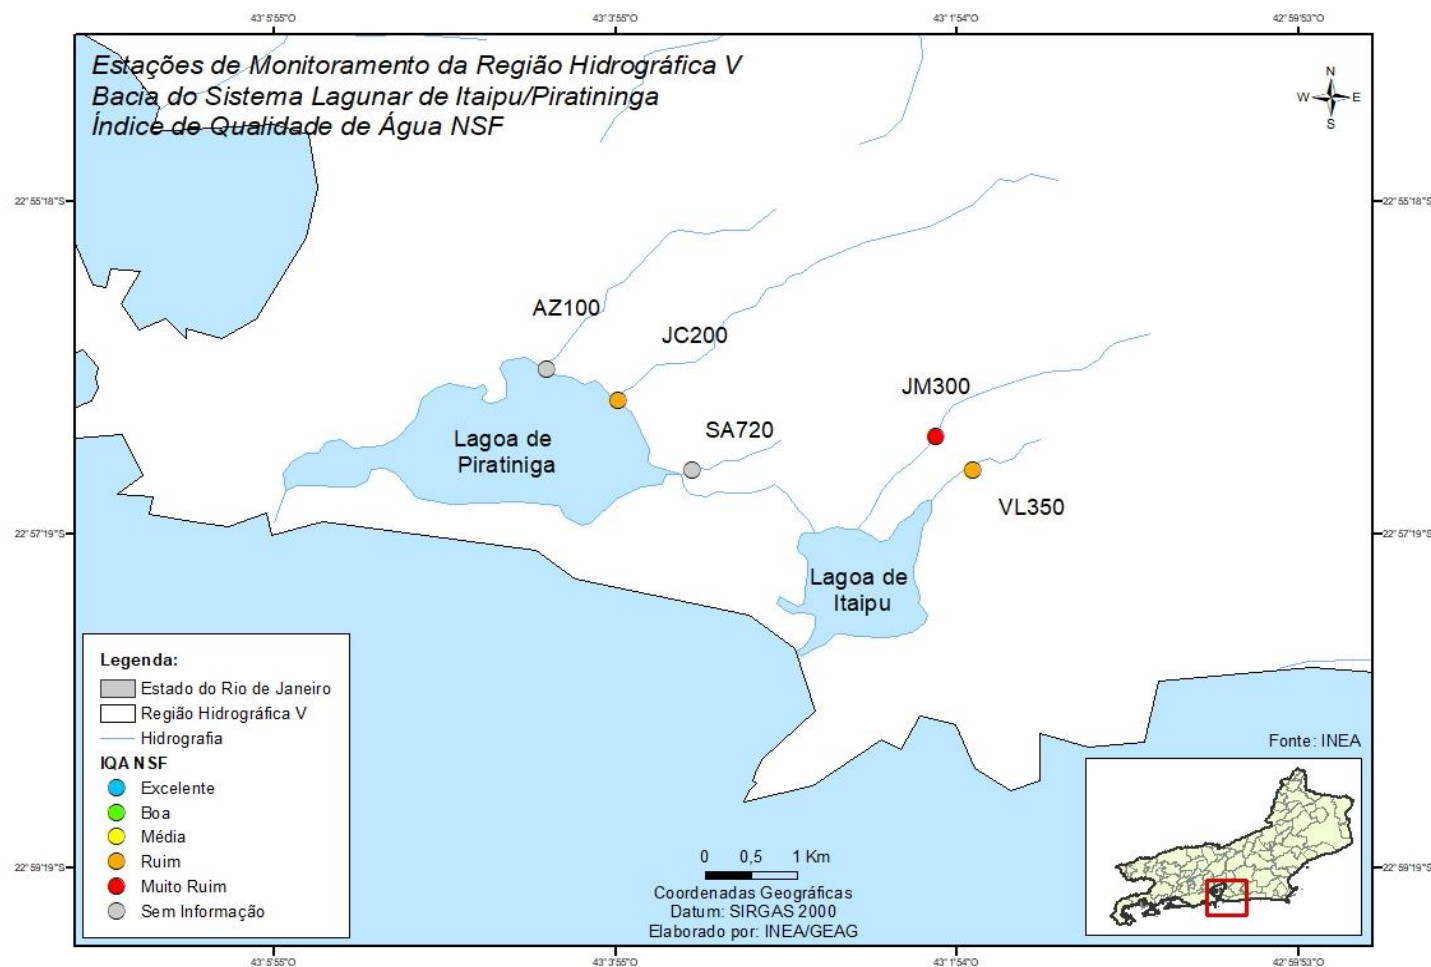 43°5'55"O
43°3'55"O
43°1'54"O
42°59'53"O
Estações de Monitoramento da Região Hidrográfica V
Bacia do Sistema Lagunar de Itaipu/Piratininga
Índice de Qualidade de Água NSF
N
W
E
S
22°55'18"S
22°55'18"S
AZ100
JC200
JM300
SA720
Lagoa de
Piratiniga
VL350
22°57'19"S
22°57'19"S
Lagoa de
Itaipu
Legenda:
Estado do Rio de Janeiro
Região Hidrográfica V
Hidrografia
IQA NSF
Excelente
Boa
Média
Ruim
Muito Ruim
Sem Informação
Fonte: INEA
0 0,5 1 Km
Coordenadas Geográficas
Datum: SIRGAS 2000
Elaborado por: INEA/GEAG
22°59'19"S
22°59'19"S
43°5'55"O
43°3'55"O
43°1'54"O
42°59'53"O